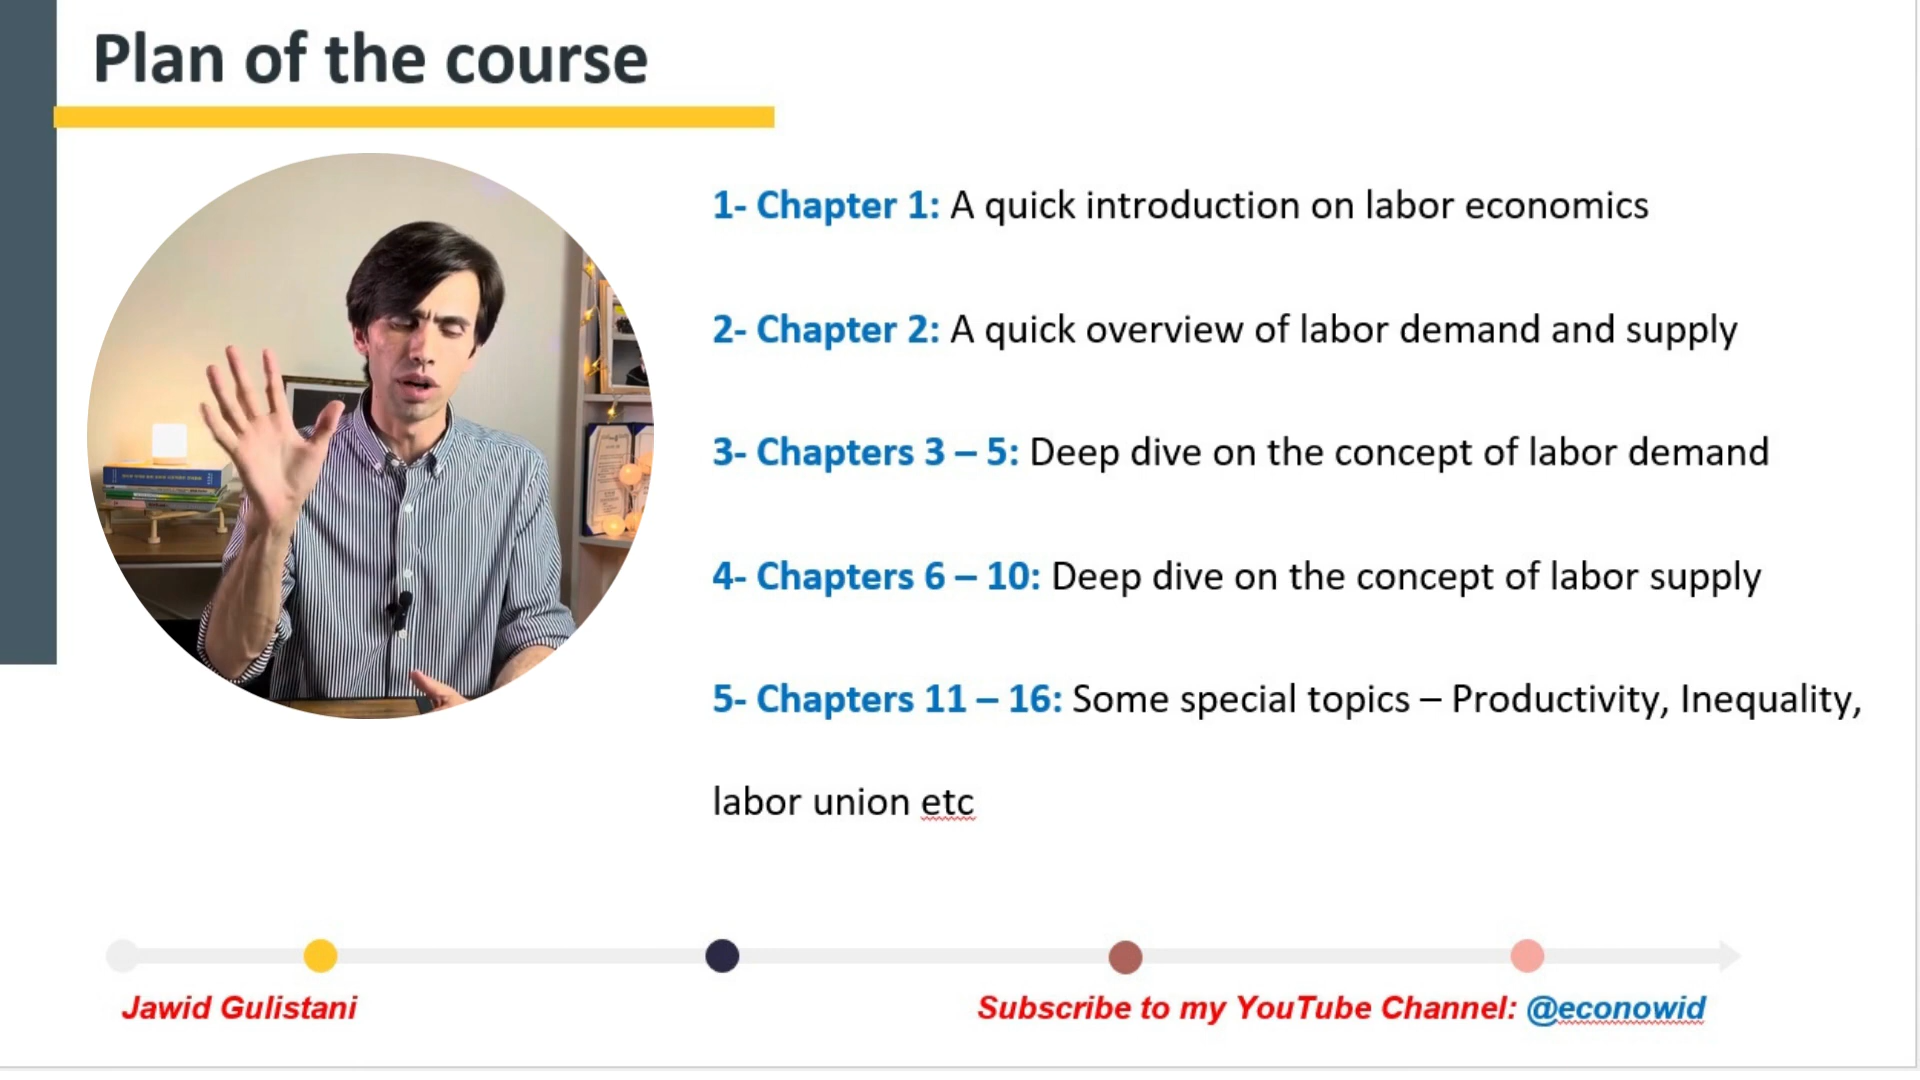 Plan of the course
1- Chapter 1: A quick introduction on labor economics
2- Chapter 2: A quick overview of labor demand and supply
3- Chapters 3 – 5: Deep dive on the concept of labor demand
4- Chapters 6 – 10: Deep dive on the concept of labor supply
5- Chapters 11 – 16: Some special topics – Productivity, Inequality,
labor union etc
Jawid Gulistani
Subscribe to my YouTube Channel: @econowid